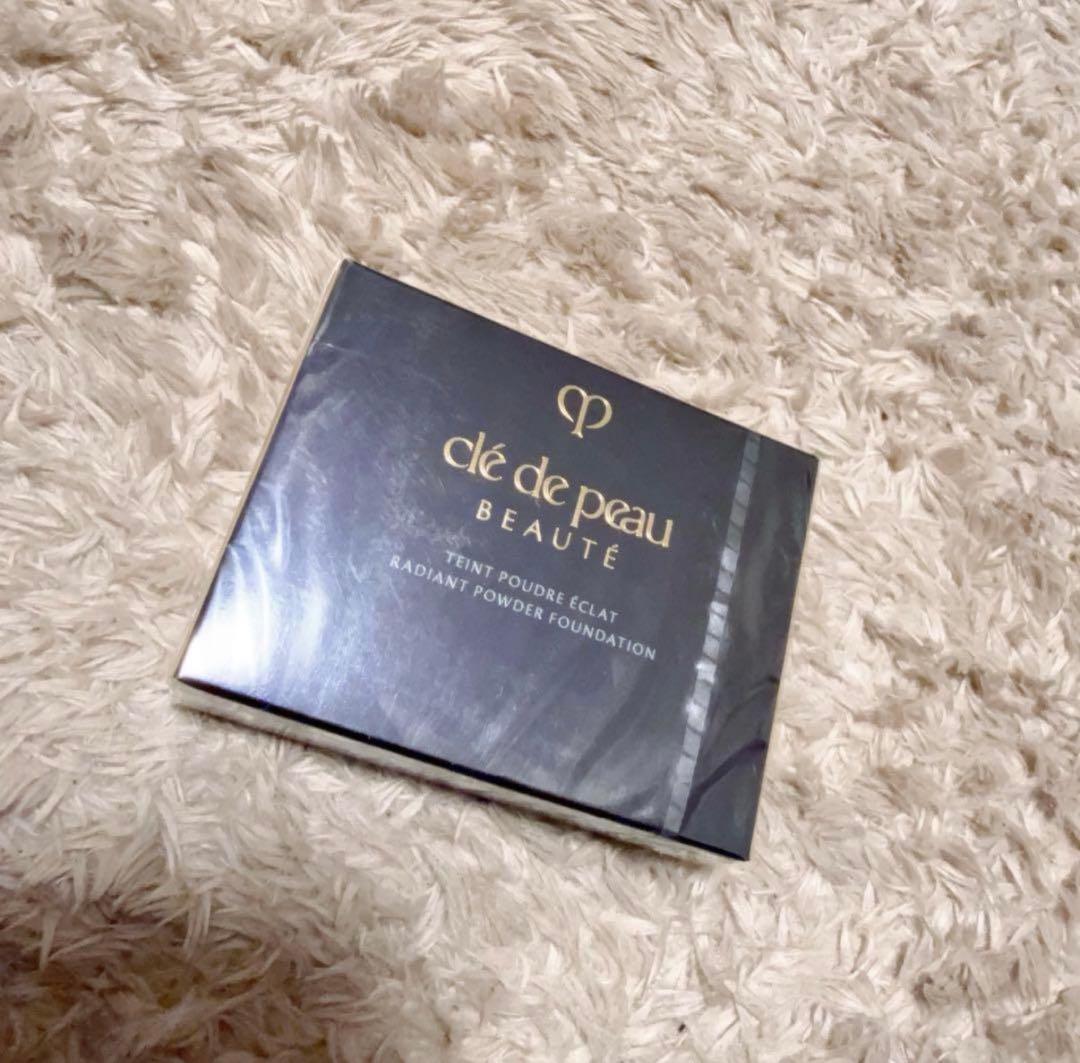 clé de peau
BEAUTÉ
TEINT POUDRE ÉCLAT
RADIANT POWDER FOUNDATION